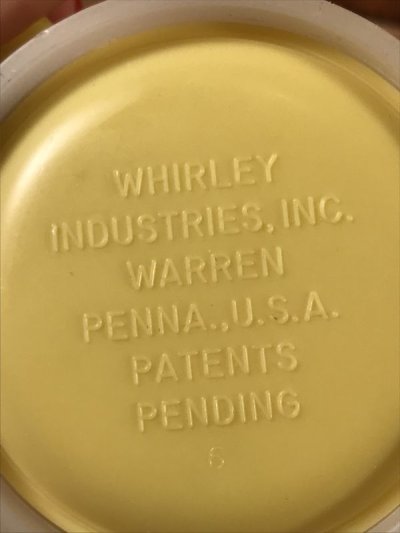 WHIRLEY
INDUSTRIES, INC.
WARREN
PENNA., U.S.A.
PATENTS
PENDING
6